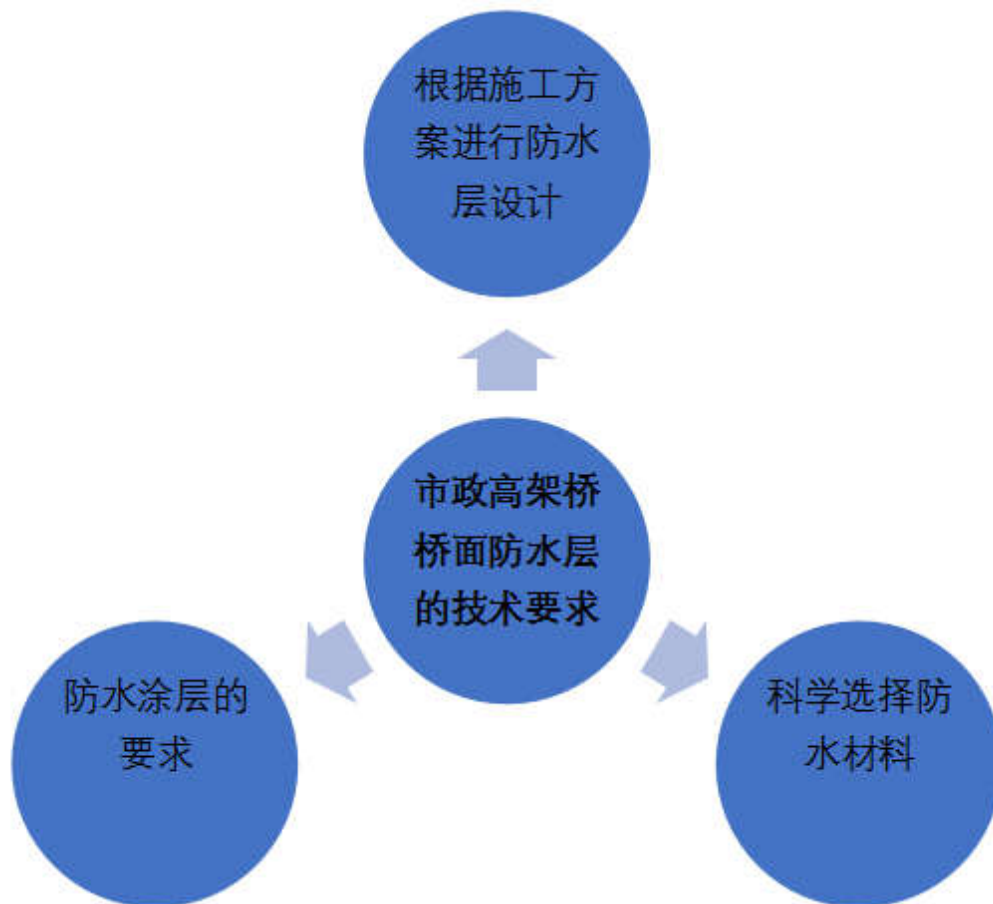 根据施工方
案进行防水
层设计
市政高架桥
桥面防水层
的技术要求
防水涂层的
要求
科学选择防
水材料